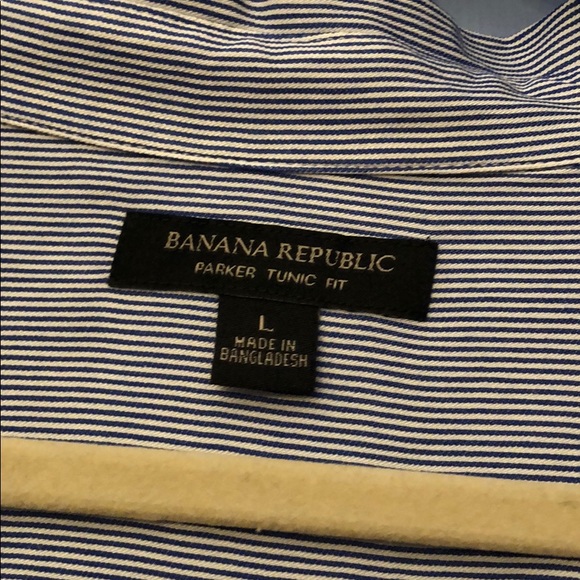 BANANA REPUBLIC
PARKER TUNIC FIT
L
MADE IN
BANGLADESH